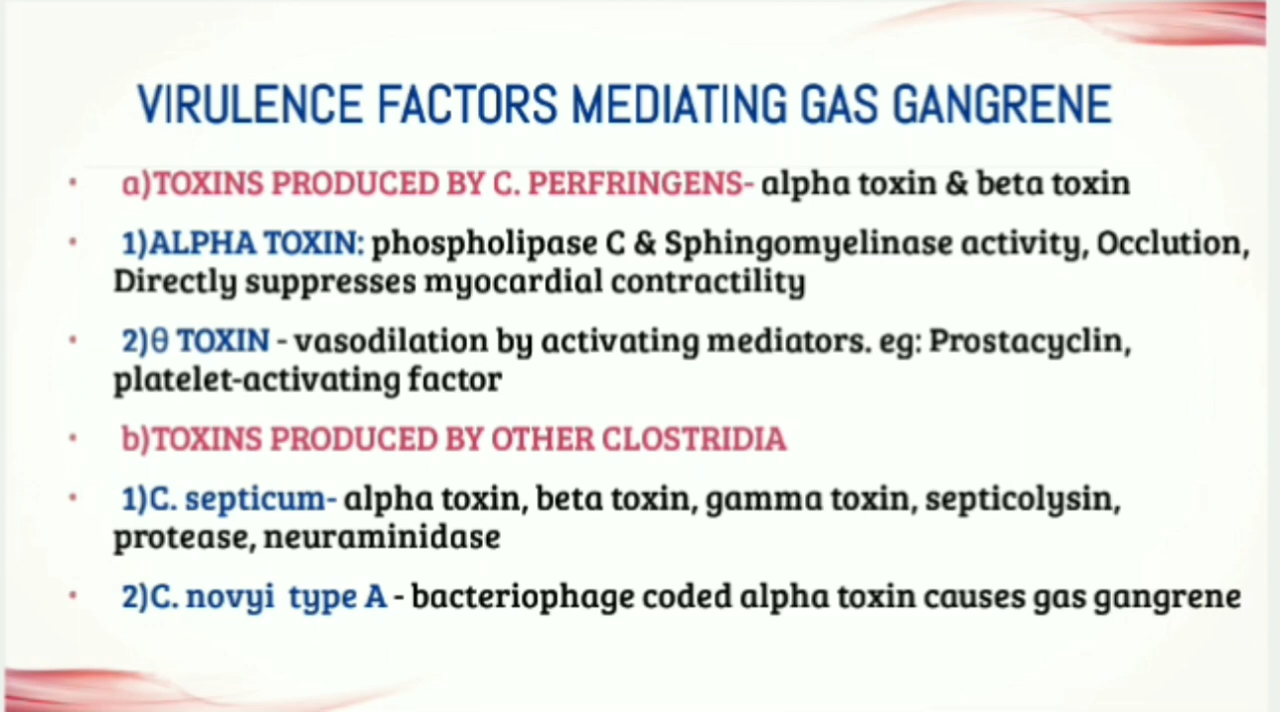 VIRULENCE FACTORS MEDIATING GAS GANGRENE
• a)TOXINS PRODUCED BY C. PERFRINGENS- alpha toxin & beta toxin
• 1)ALPHA TOXIN: phospholipase C & Sphingomyelinase activity, Occlution,
Directly suppresses myocardial contractility
• 2)θ TOXIN - vasodilation by activating mediators. eg: Prostacyclin,
platelet-activating factor
• b)TOXINS PRODUCED BY OTHER CLOSTRIDIA
• 1)C. septicum- alpha toxin, beta toxin, gamma toxin, septicolysin,
protease, neuraminidase
• 2)C. novyi type A - bacteriophage coded alpha toxin causes gas gangrene